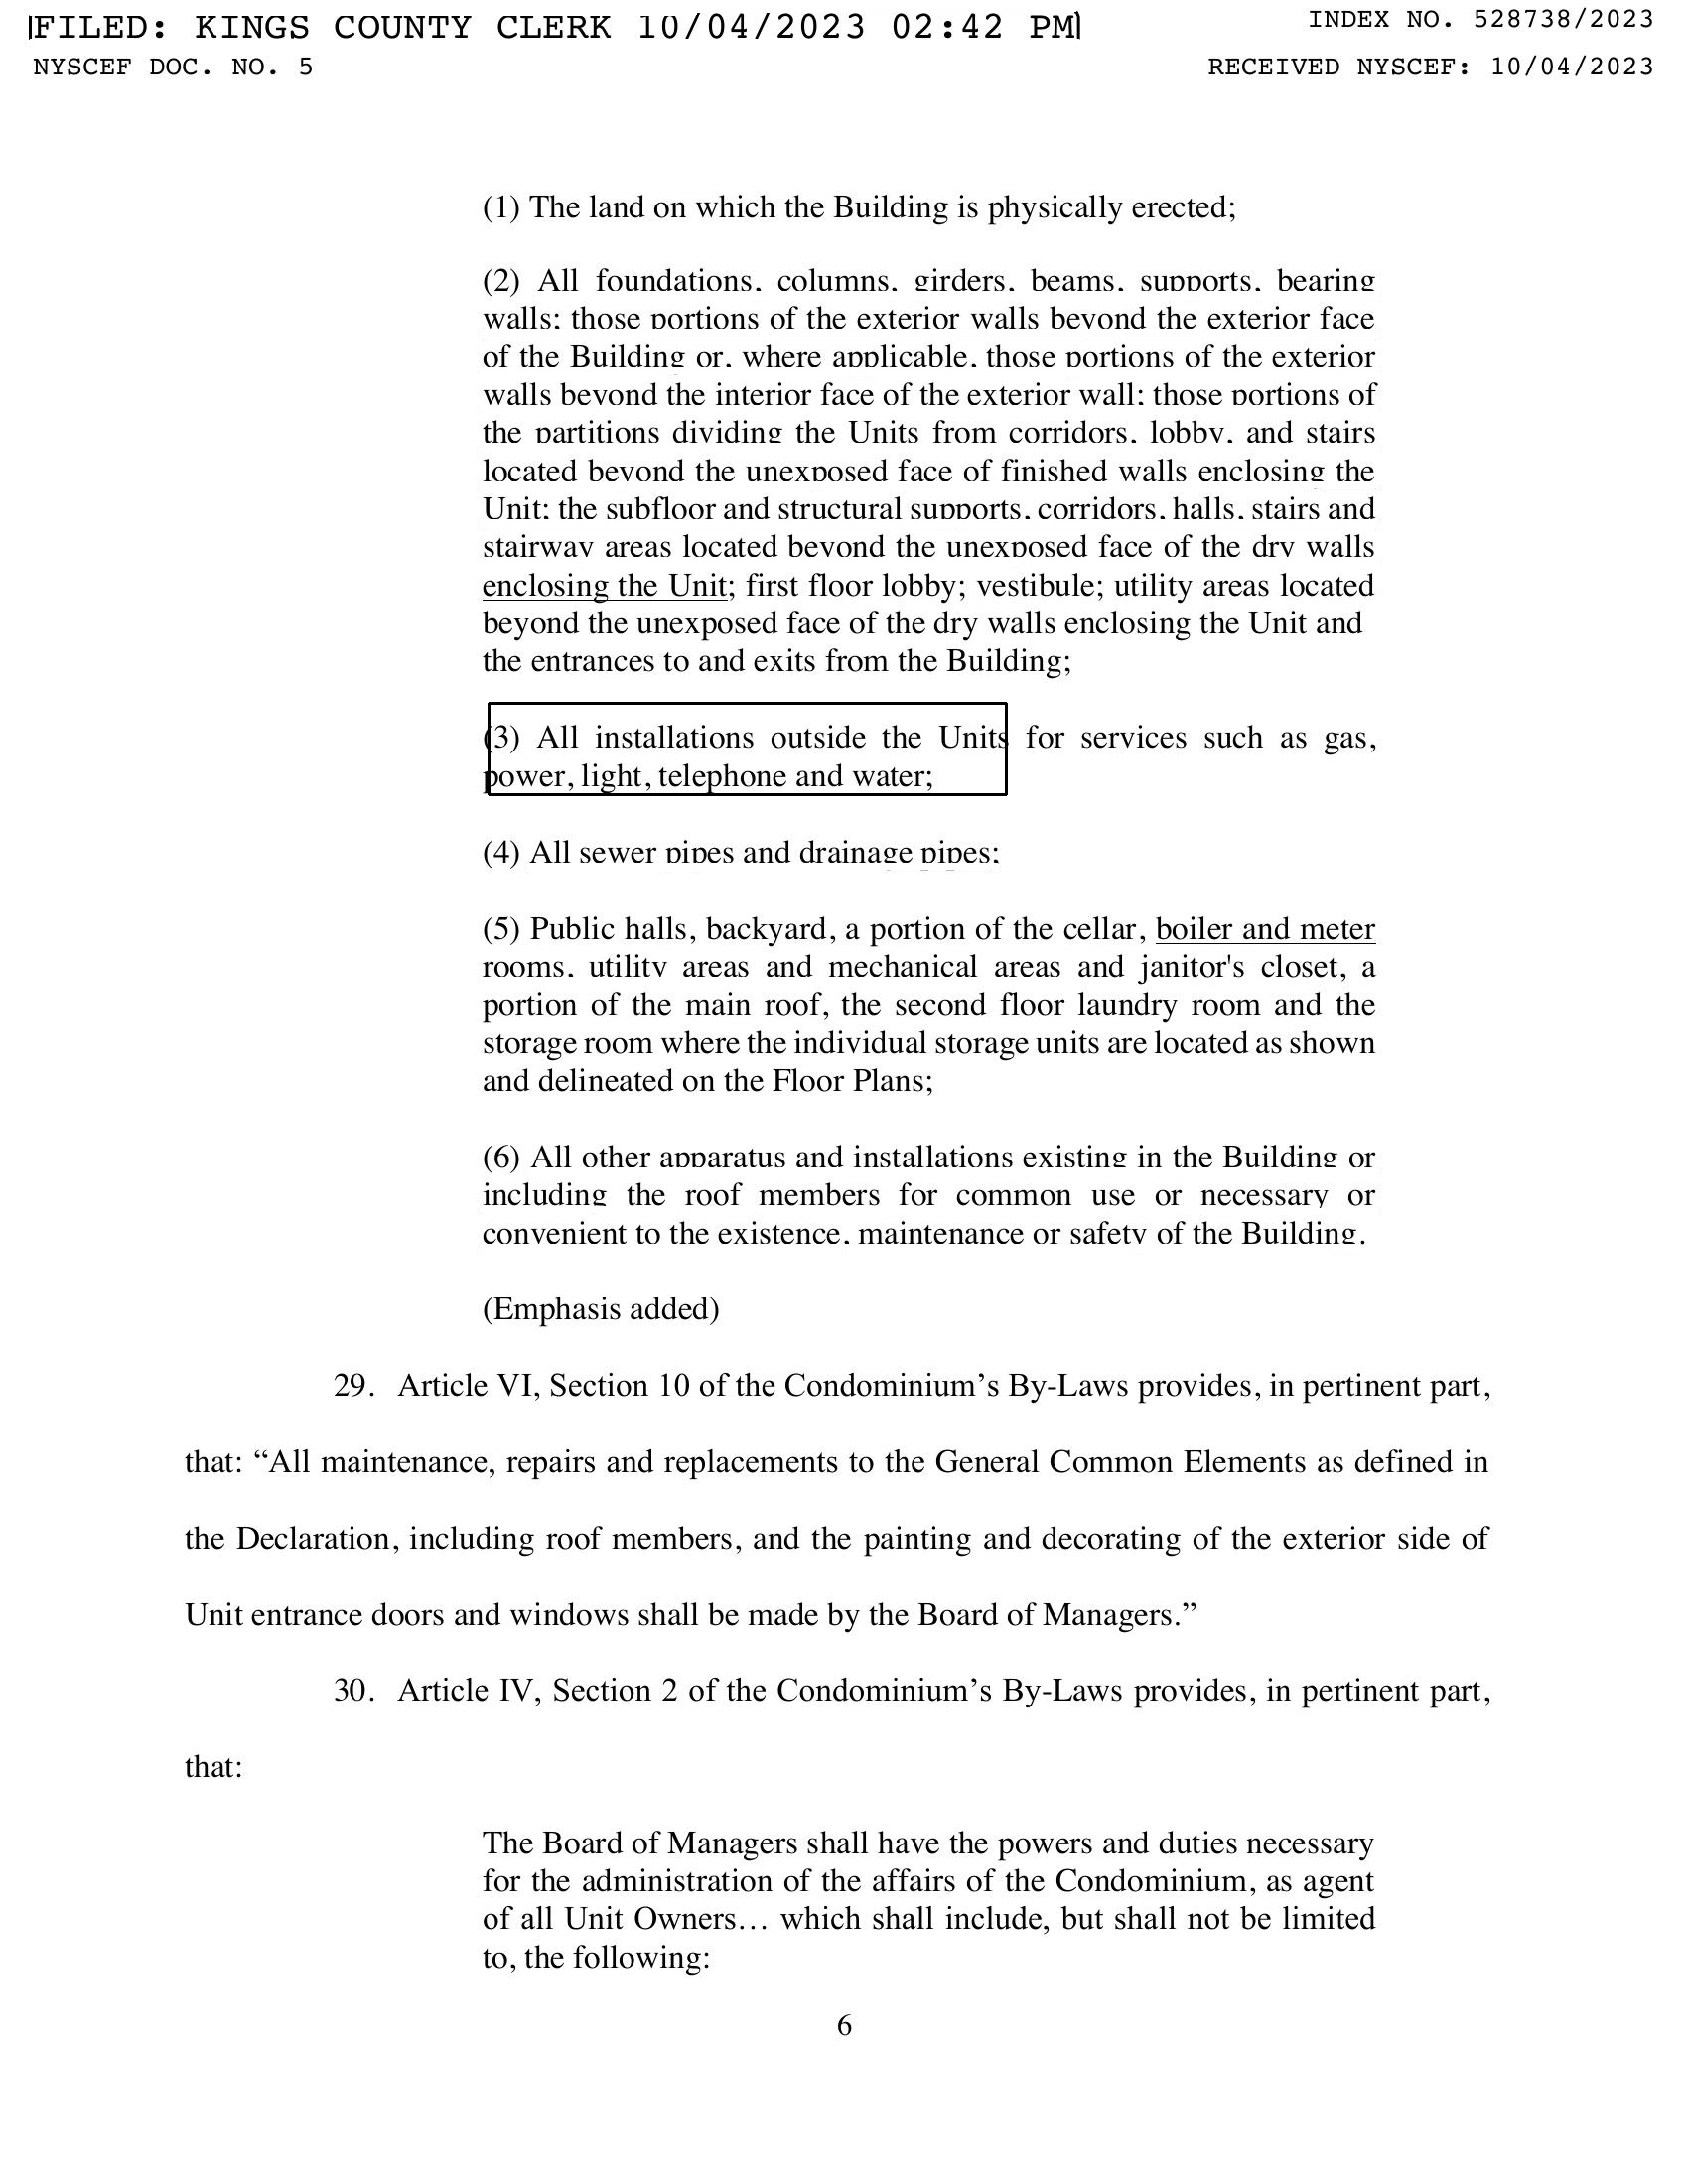 FILED: KINGS COUNTY CLERK 10/04/2023 02:42 PM
INDEX NO. 528738/2023
NYSCEF DOC. NO. 5
RECEIVED NYSCEF: 10/04/2023
(1) The land on which the Building is physically erected;
(2) All foundations, columns, girders, beams, supports, bearing
walls; those portions of the exterior walls beyond the exterior face
of the Building or, where applicable, those portions of the exterior
walls beyond the interior face of the exterior wall; those portions of
the partitions dividing the Units from corridors, lobby, and stairs
located beyond the unexposed face of finished walls enclosing the
Unit; the subfloor and structural supports, corridors, halls, stairs and
stairway areas located beyond the unexposed face of the dry walls
enclosing the Unit; first floor lobby; vestibule; utility areas located
beyond the unexposed face of the dry walls enclosing the Unit and
the entrances to and exits from the Building;
(3) All installations outside the Units for services such as gas,
power, light, telephone and water;
(4) All sewer pipes and drainage pipes;
(5) Public halls, backyard, a portion of the cellar, boiler and meter
rooms, utility areas and mechanical areas and janitor's closet, a
portion of the main roof, the second floor laundry room and the
storage room where the individual storage units are located as shown
and delineated on the Floor Plans;
(6) All other apparatus and installations existing in the Building or
including the roof members for common use or necessary or
convenient to the existence, maintenance or safety of the Building.
(Emphasis added)
29. Article VI, Section 10 of the Condominium’s By-Laws provides, in pertinent part,
that: “All maintenance, repairs and replacements to the General Common Elements as defined in
the Declaration, including roof members, and the painting and decorating of the exterior side of
Unit entrance doors and windows shall be made by the Board of Managers.”
30. Article IV, Section 2 of the Condominium’s By-Laws provides, in pertinent part,
that:
The Board of Managers shall have the powers and duties necessary
for the administration of the affairs of the Condominium, as agent
of all Unit Owners… which shall include, but shall not be limited
to, the following:
6